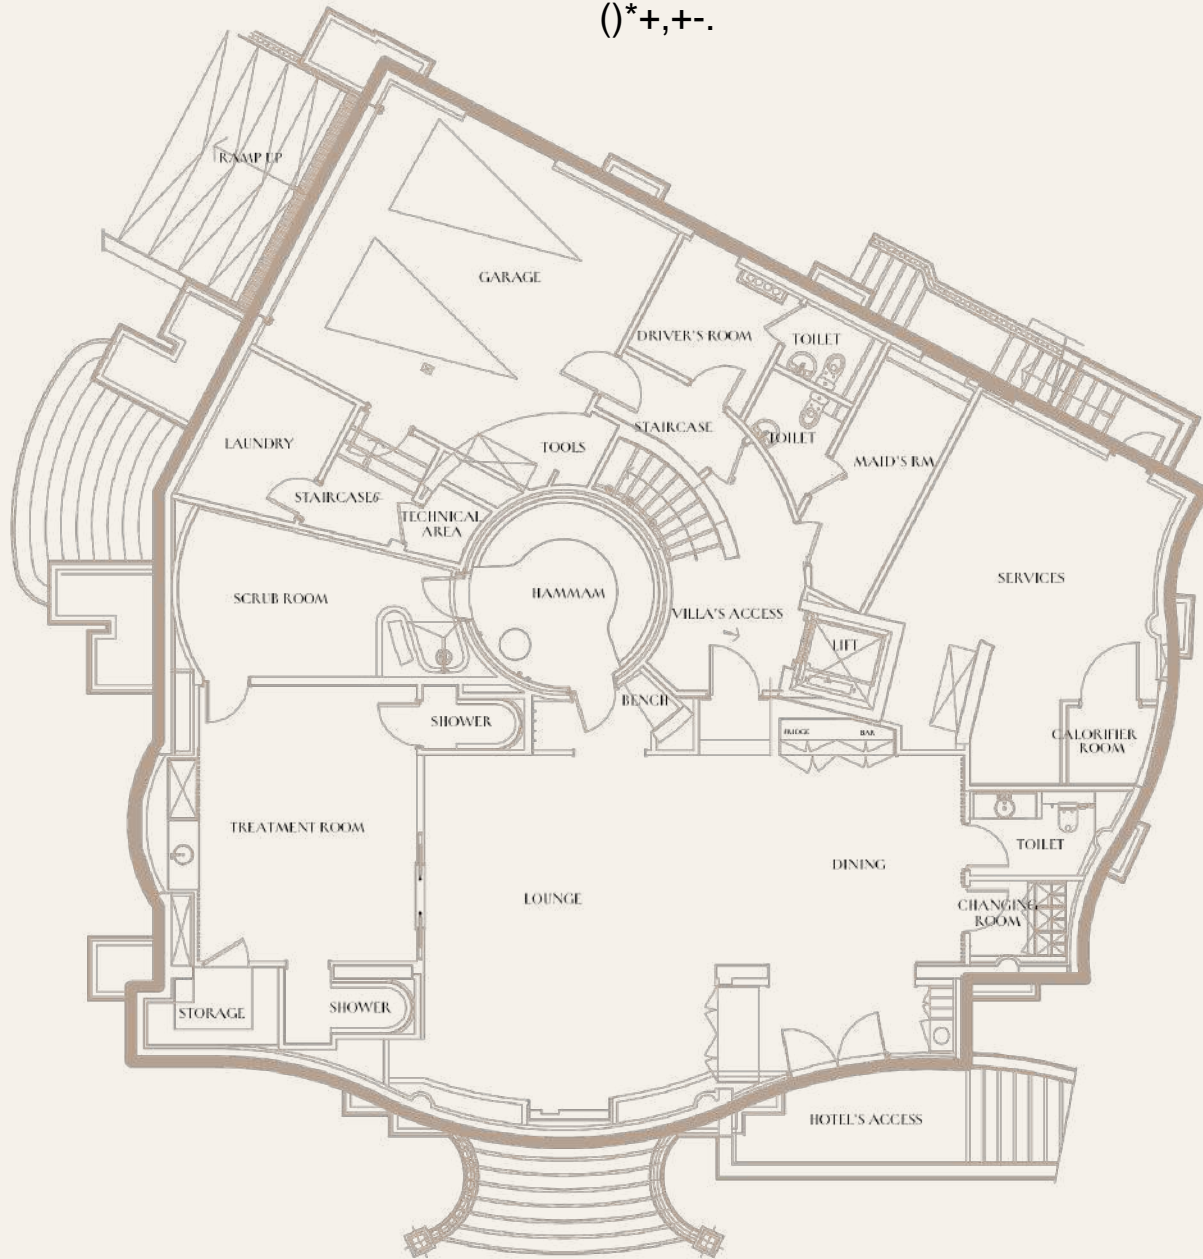 ()*+,+-.
RAMP UP
GARAGE
DRIVER'S ROOM
TOILET
LAUNDRY
TOOLS
STAIRCASE
TOILET
MAID'S RM
STAIRCASE
TECHNICAL
AREA
SCRUB ROOM
HAMMAM
VILLA'S ACCESS
SERVICES
LIFT
BENCH
SHOWER
FRIDGE
BAR
CALORIFIER
ROOM
TREATMENT ROOM
TOILET
DINING
LOUNGE
CHANGING
ROOM
STORAGE
SHOWER
HOTEL'S ACCESS